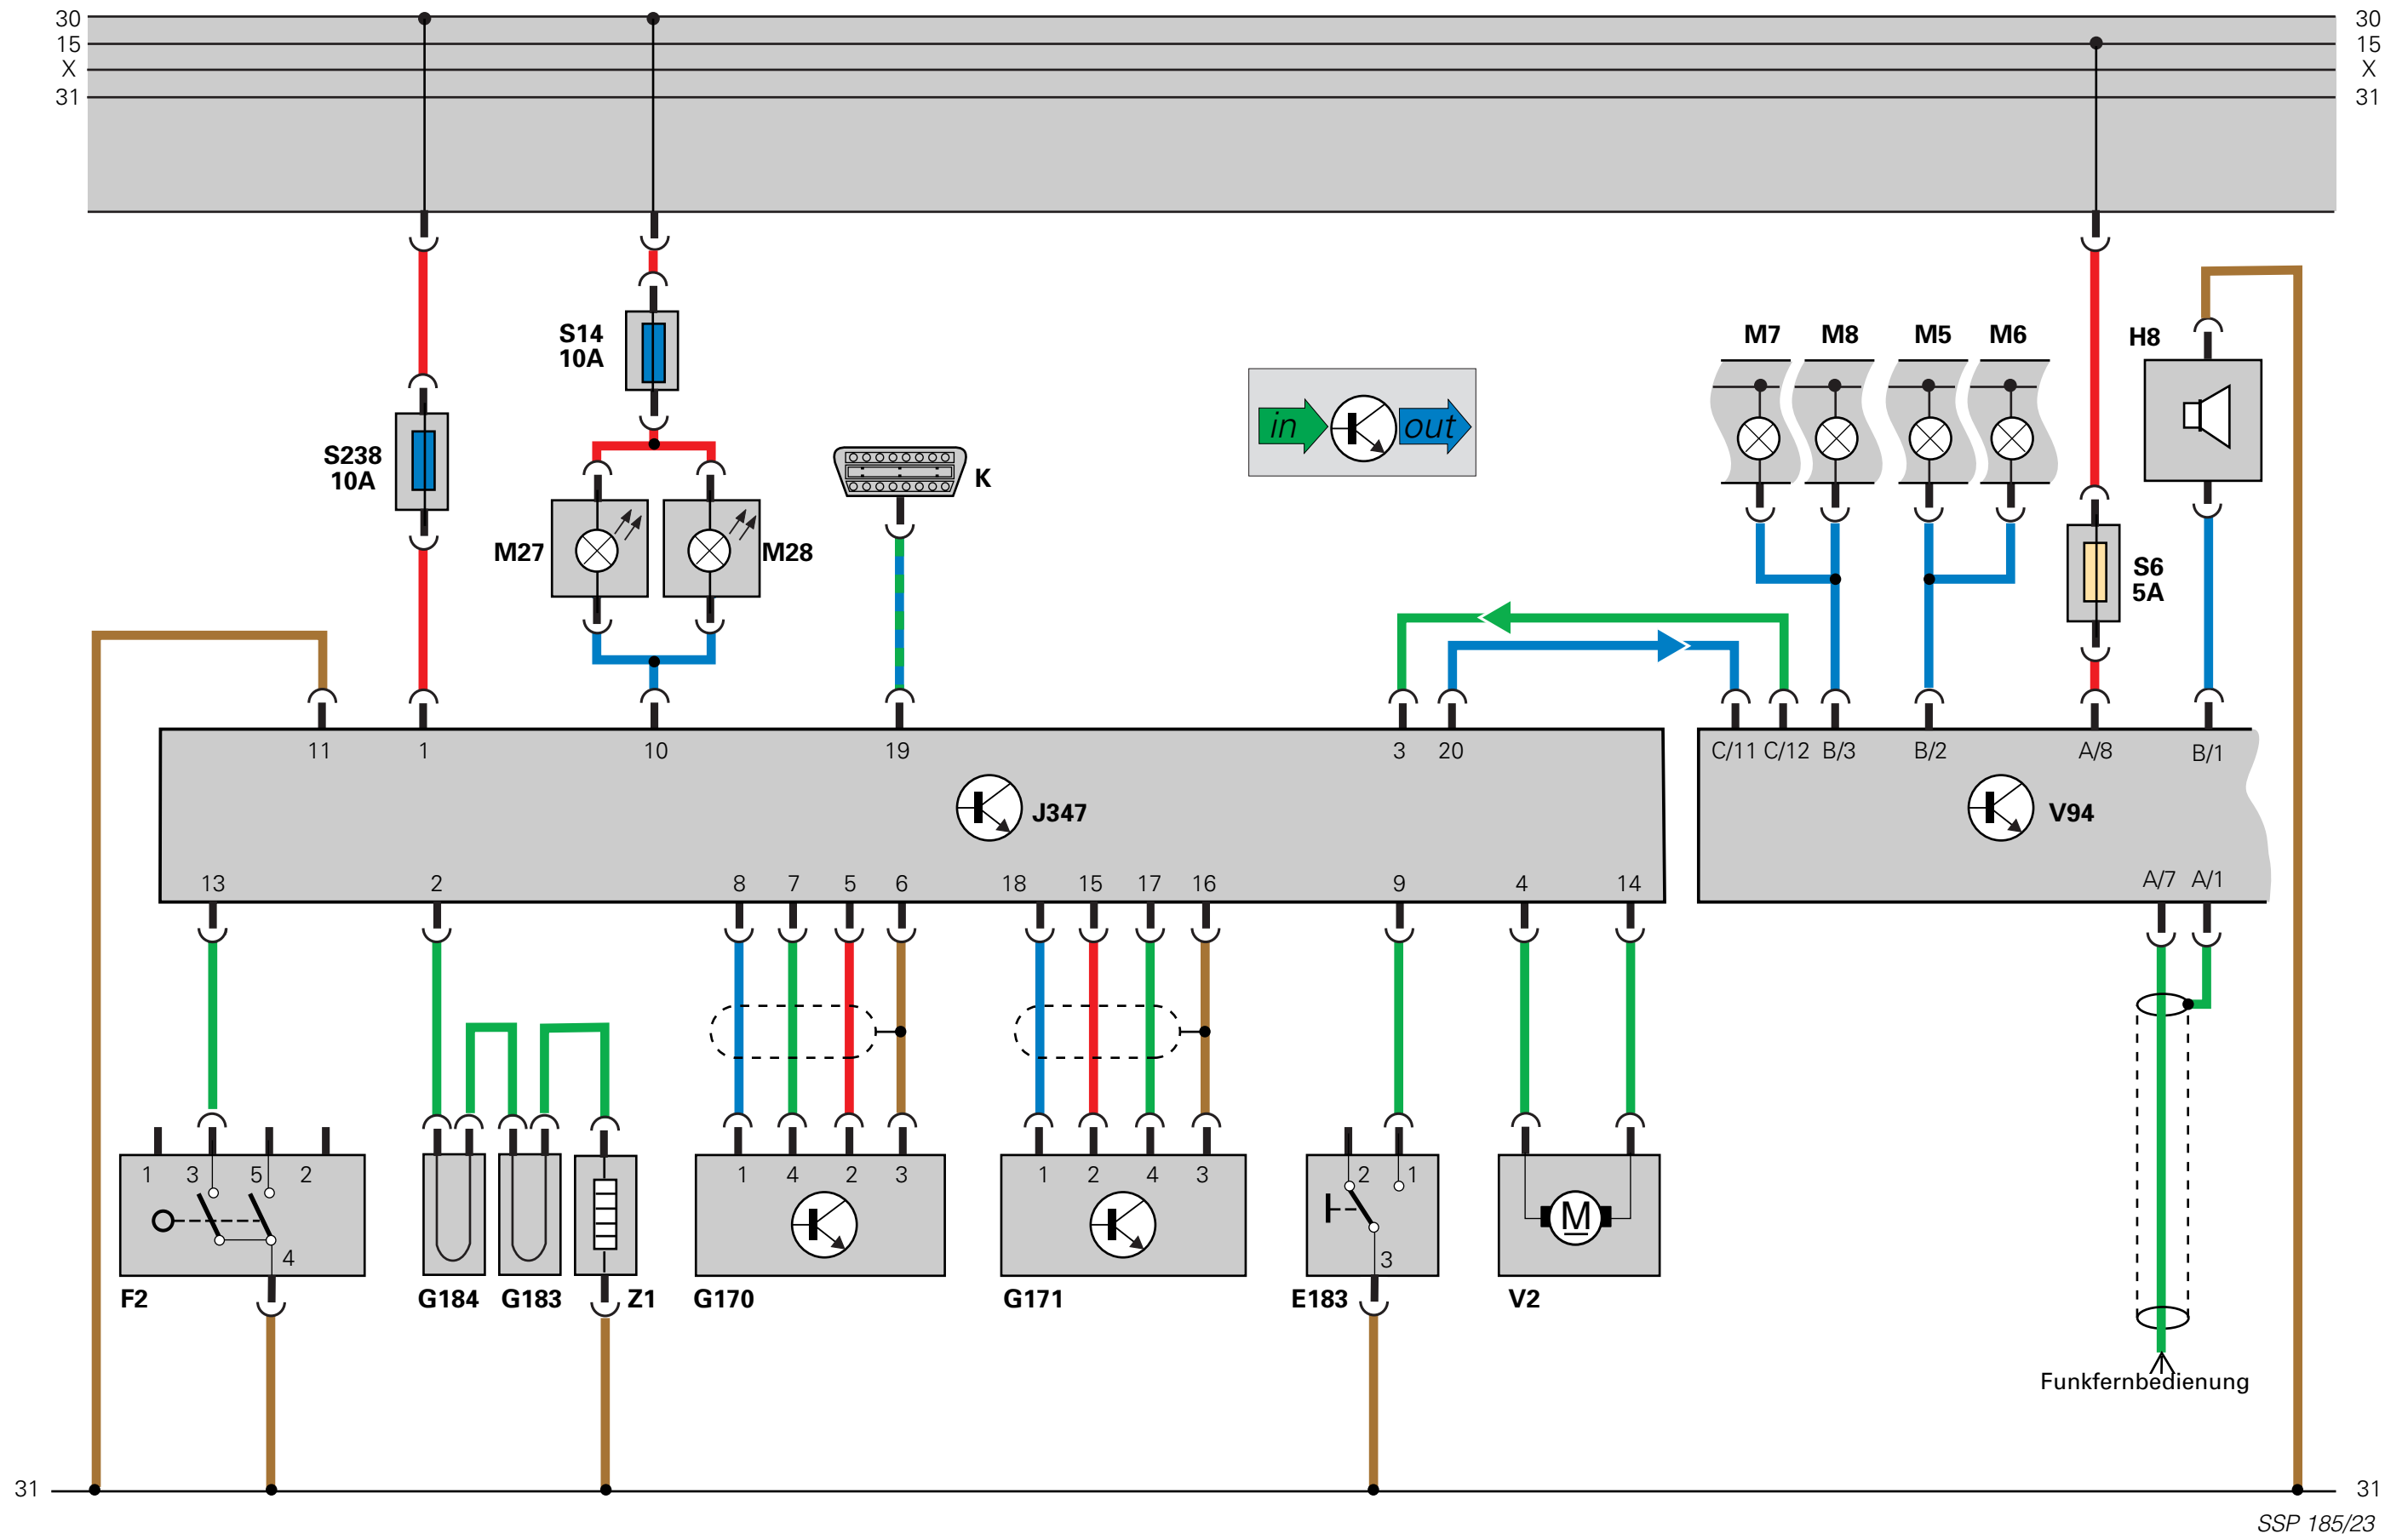 30 30
15 15
X X
31 31
S14
10A
M7 M8 M5 M6 H8
in out
S238
10A
K
M27 M28
S6
5A
11 1 10 19 3 20 C/11 C/12 B/3 B/2 A/8 B/1
J347 V94
13 2 8 7 5 6 18 15 17 16 9 4 14 A/7 A/1
1 3 5 2 1 4 2 3 1 2 4 3 2 1
M
4 3
F2 G184 G183 Z1 G170 G171 E183 V2
Funkfernbedienung
31 31
SSP 185/23